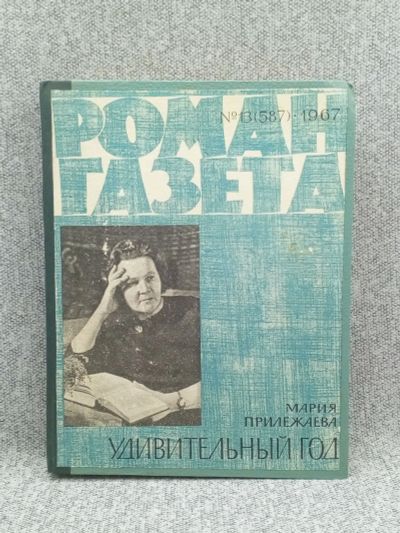 РОМАН
№13(587)·1967
ГАЗЕТА
МАРИЯ
ПРИЛЕЖАЕВА
УДИВИТЕЛЬНЫЙ ГОД